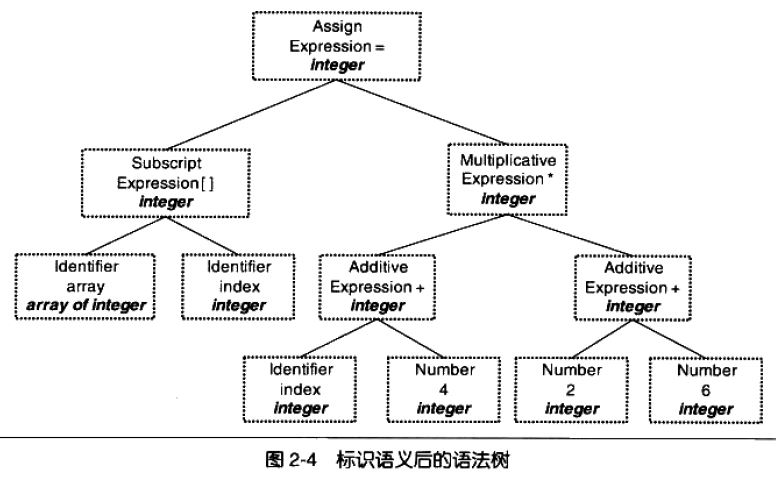 Assign
Expression =
integer
Subscript
Expression [ ]
integer
Multiplicative
Expression *
integer
Identifier
array
array of integer
Identifier
index
integer
Additive
Expression +
integer
Additive
Expression +
integer
Identifier
index
integer
Number
4
integer
Number
2
integer
Number
6
integer
图 2-4 标识语义后的语法树